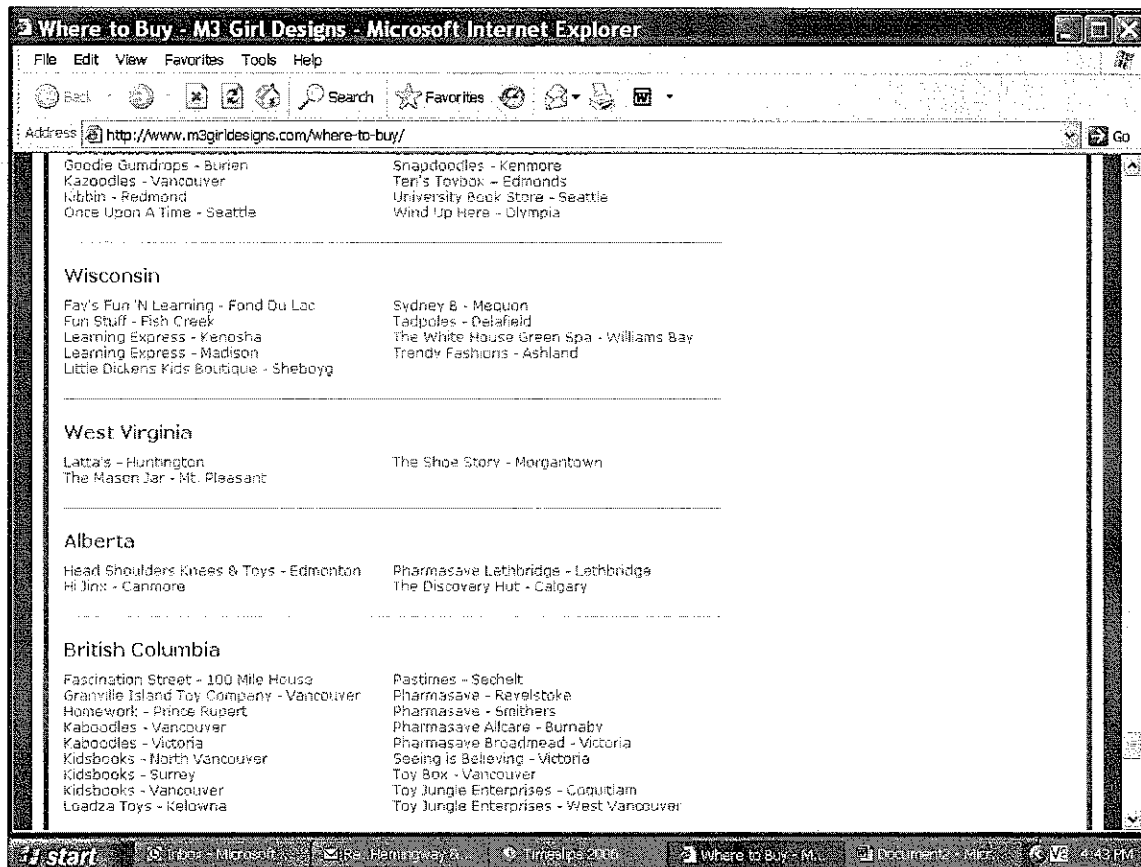 Where to Buy - M3 Girl Designs - Microsoft Internet Explorer
File Edit View Favorites Tools Help
Back Search Favorites
Address http://www.m3girldesigns.com/where-to-buy/ Go
Goodie Gumdrops - Burien
Kazoodles - Vancouver
Kibbin - Redmond
Once Upon A Time - Seattle
Snapdoodles - Kenmore
Teri's Toybox - Edmonds
University Book Store - Seattle
Wind Up Here - Olympia
Wisconsin
Fay's Fun 'N Learning - Fond Du Lac
Fun Stuff - Fish Creek
Learning Express - Kenosha
Learning Express - Madison
Little Dickens Kids Boutique - Sheboyg
Sydney B - Mequon
Tadpoles - Delafield
The White House Green Spa - Williams Bay
Trendy Fashions - Ashland
West Virginia
Latta's - Huntington
The Mason Jar - Mt. Pleasant
The Shoe Story - Morgantown
Alberta
Head Shoulders Knees & Toys - Edmonton
Hi Jinx - Canmore
Pharmasave Lethbridge - Lethbridge
The Discovery Hut - Calgary
British Columbia
Fascination Street - 100 Mile House
Granville Island Toy Company - Vancouver
Homework - Prince Rupert
Kaboodles - Vancouver
Kaboodles - Victoria
Kidsbooks - North Vancouver
Kidsbooks - Surrey
Kidsbooks - Vancouver
Loadza Toys - Kelowna
Pastimes - Sechelt
Pharmasave - Revelstoke
Pharmasave - Smithers
Pharmasave Allcare - Burnaby
Pharmasave Broadmead - Victoria
Seeing is Believing - Victoria
Toy Box - Vancouver
Toy Jungle Enterprises - Coquitlam
Toy Jungle Enterprises - West Vancouver
start Inbox - Microsoft ... Re: Hemingway &... Timeslips 2006 Where to Buy - M... Document2 - Micr... 4:43 PM